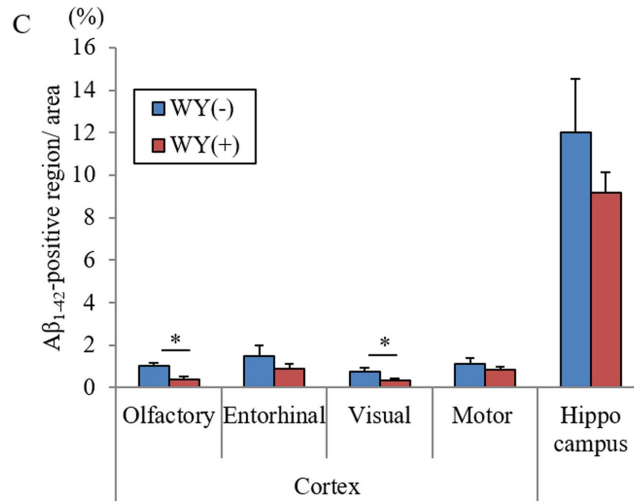 C
(%)
Aβ1-42-positive region/ area
16
14
12
10
8
6
4
2
0
WY(-)
WY(+)
*
*
Olfactory
Entorhinal
Visual
Motor
Hippo
campus
Cortex